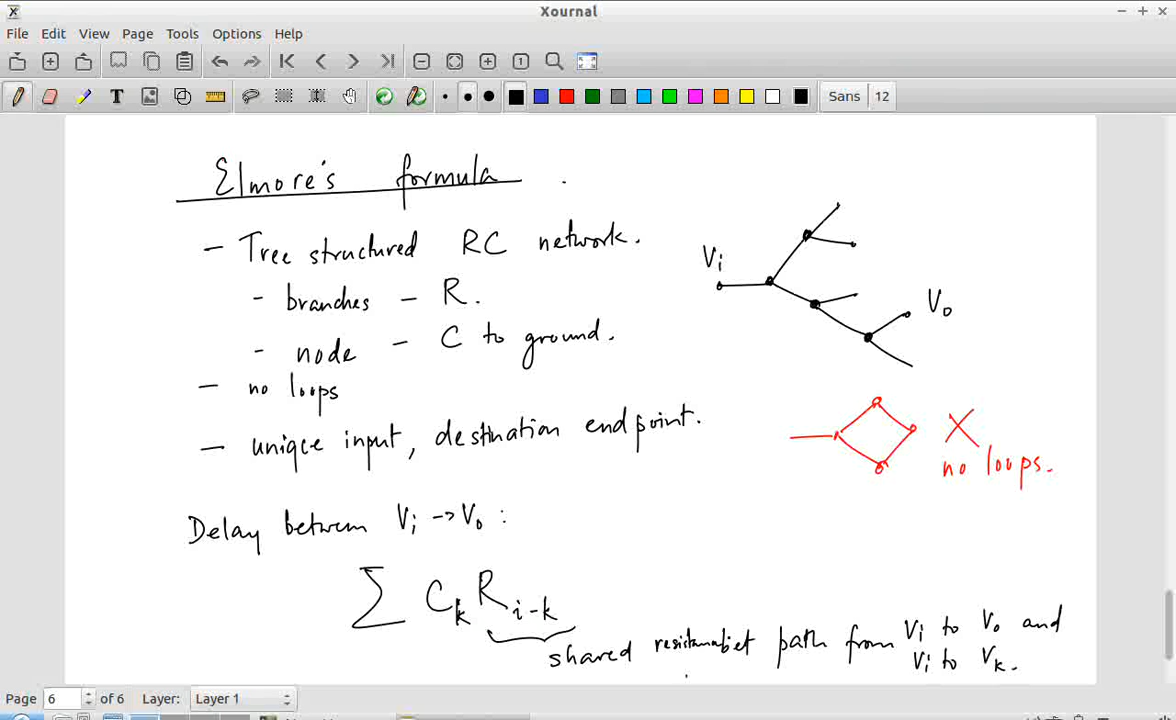 Xournal
File Edit View Page Tools Options Help
Sans 12
Elmore's formula
- Tree structured RC network.
- branches - R.
- node - C to ground.
- no loops
- unique input, destination endpoint.
Vi
Vo
X
no loops.
Delay between Vi → Vo :
∑ Ck Ri-k
shared path from Vi to Vo and
Vi to Vk.
Page 6 of 6 Layer: Layer 1